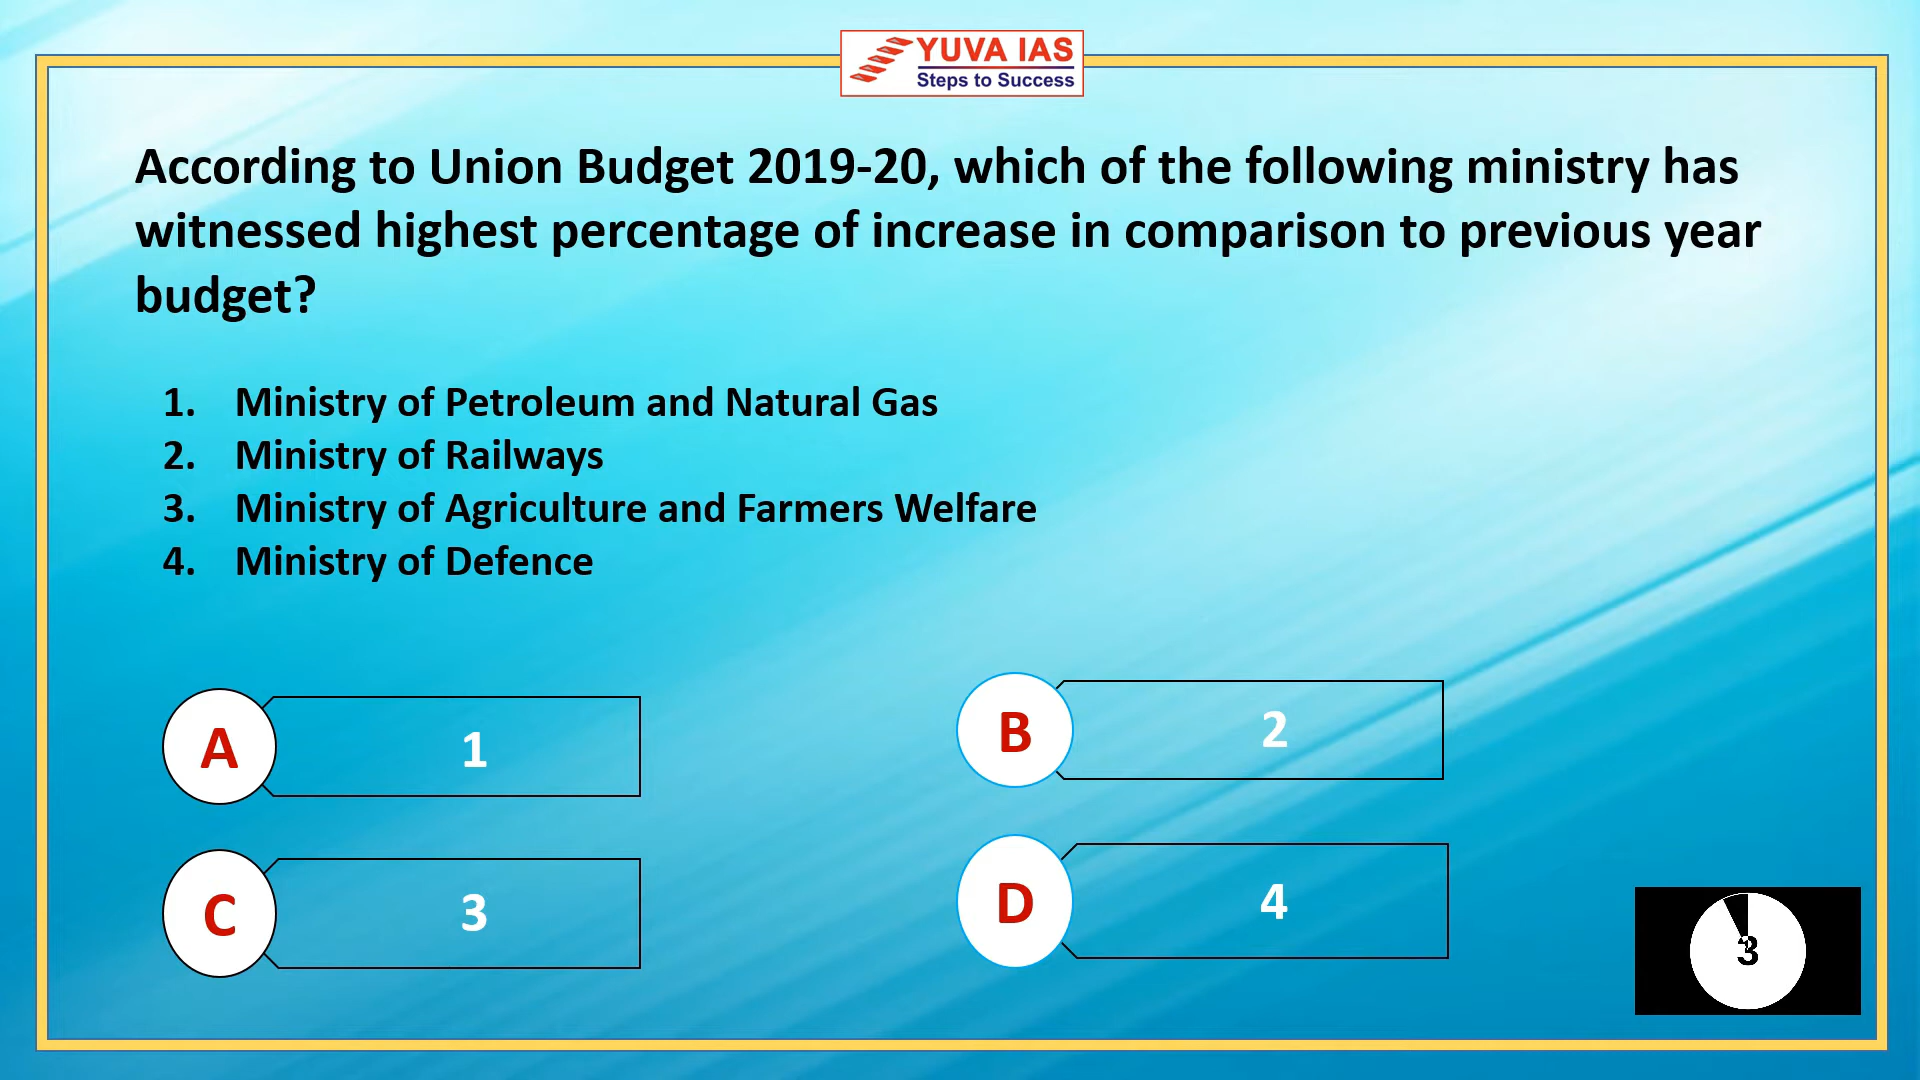 YUVA IAS
Steps to Success
According to Union Budget 2019-20, which of the following ministry has
witnessed highest percentage of increase in comparison to previous year
budget?
1. Ministry of Petroleum and Natural Gas
2. Ministry of Railways
3. Ministry of Agriculture and Farmers Welfare
4. Ministry of Defence
A 1
B 2
C 3
D 4
3